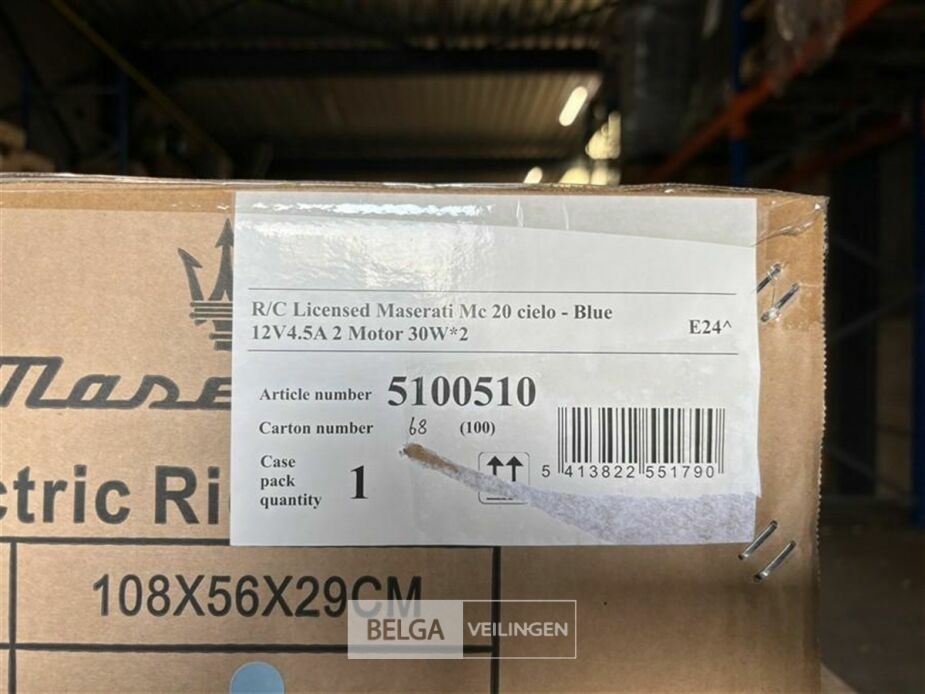 R/C Licensed Maserati Mc 20 cielo - Blue
12V4.5A 2 Motor 30W*2
E24^
Article number 5100510
Carton number 68 (100)
Case
pack
quantity 1
5 413822 551790
Mase
ctric Ri
108X56X29CM
BELGA VEILINGEN